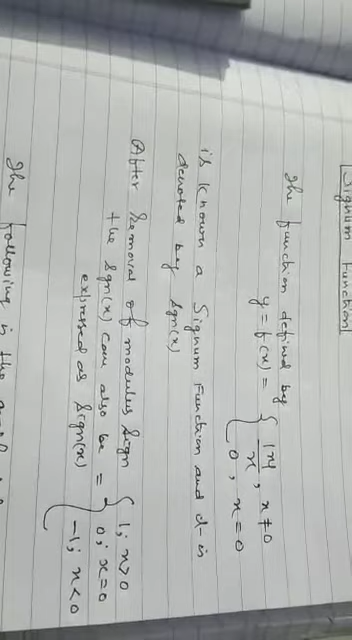 Signum Function
The function defined by
y = f(x) = { |x|/x , x ≠ 0
0 , x = 0
is known a Signum Function and d- is
denoted by Sgn(x)
After Removal of modulus sign
the Sgn(x) can also be = { 1; x>0
expressed as Sign(x) 0; x=0
-1; x<0
The following is the